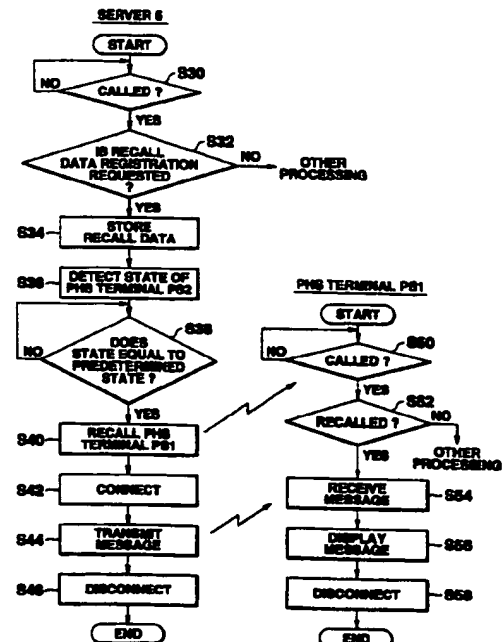 SERVER 6
START
S30
NO
CALLED ?
YES
S32
IS RECALL
DATA REGISTRATION
REQUESTED
?
NO
OTHER
PROCESSING
YES
S34
STORE
RECALL DATA
S36
DETECT STATE OF
PHS TERMINAL PS2
S38
DOES
STATE EQUAL TO
PREDETERMINED
STATE ?
NO
YES
S40
RECALL PHS
TERMINAL PS1
S42
CONNECT
S44
TRANSMIT
MESSAGE
S46
DISCONNECT
END
PHS TERMINAL PS1
START
S50
NO
CALLED ?
YES
S52
RECALLED ?
NO
OTHER
PROCESSING
YES
RECEIVE
MESSAGE
S54
DISPLAY
MESSAGE
S56
DISCONNECT
S58
END